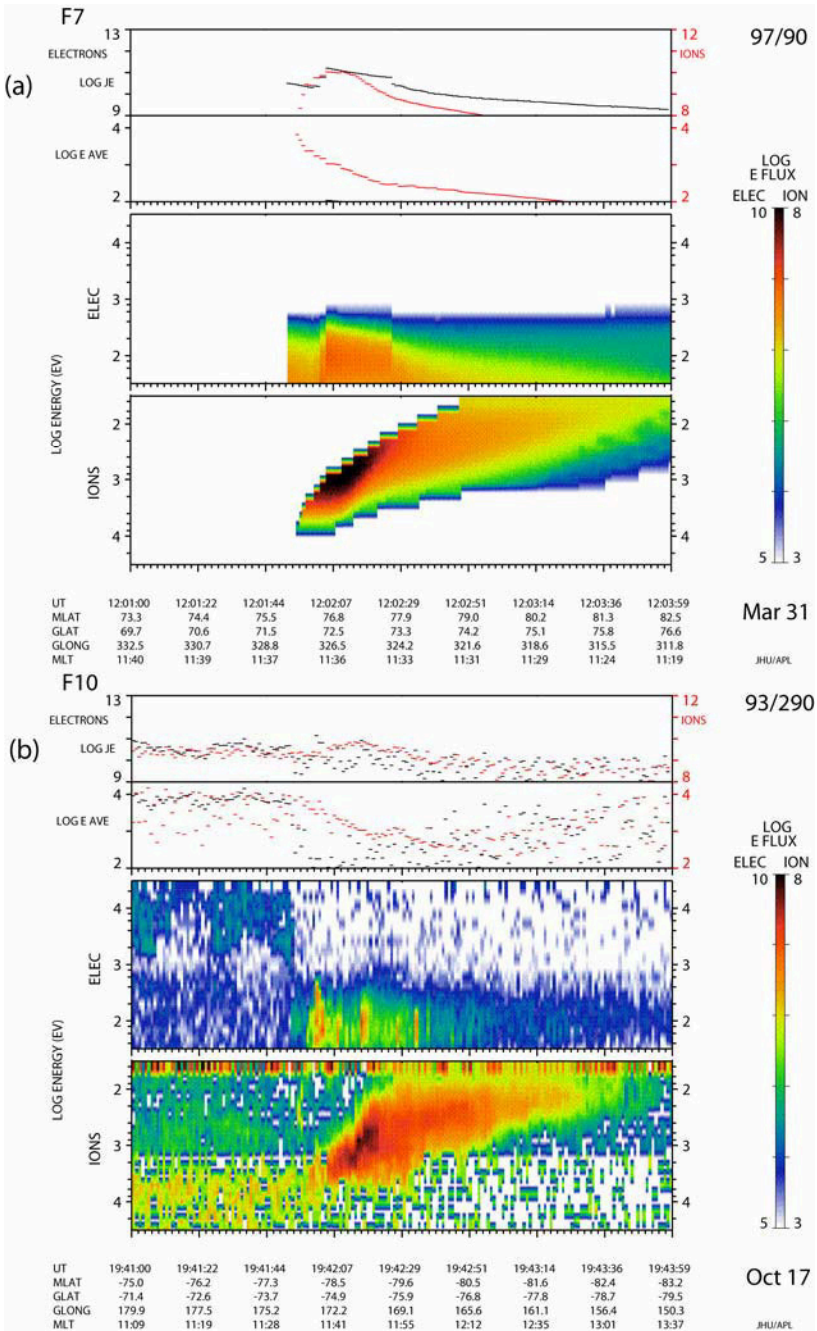 F7
97/90
(a)
13
12
ELECTRONS
IONS
LOG JE
9
8
4
4
LOG E AVE
2
2
LOG
E FLUX
ELEC ION
10 8
4
4
ELEC
3
3
2
2
LOG ENERGY (EV)
2
2
IONS
3
3
4
4
5 3
UT 12:01:00 12:01:22 12:01:44 12:02:07 12:02:29 12:02:51 12:03:14 12:03:36 12:03:59
MLAT 73.3 74.4 75.5 76.8 77.9 79.0 80.2 81.3 82.5
GLAT 69.7 70.6 71.5 72.5 73.3 74.2 75.1 75.8 76.6
GLONG 332.5 330.7 328.8 326.5 324.2 321.6 318.6 315.5 311.8
MLT 11:40 11:39 11:37 11:36 11:33 11:31 11:29 11:24 11:19
Mar 31
JHU/APL
F10
93/290
(b)
13
12
ELECTRONS
IONS
LOG JE
9
8
4
4
LOG E AVE
2
2
LOG
E FLUX
ELEC ION
10 8
4
4
ELEC
3
3
2
2
LOG ENERGY (EV)
2
2
IONS
3
3
4
4
5 3
UT 19:41:00 19:41:22 19:41:44 19:42:07 19:42:29 19:42:51 19:43:14 19:43:36 19:43:59
MLAT -75.0 -76.2 -77.3 -78.5 -79.6 -80.5 -81.6 -82.4 -83.2
GLAT -71.4 -72.6 -73.7 -74.9 -75.9 -76.8 -77.8 -78.7 -79.5
GLONG 179.9 177.5 175.2 172.2 169.1 165.6 161.1 156.4 150.3
MLT 11:09 11:19 11:28 11:41 11:55 12:12 12:35 13:01 13:37
Oct 17
JHU/APL